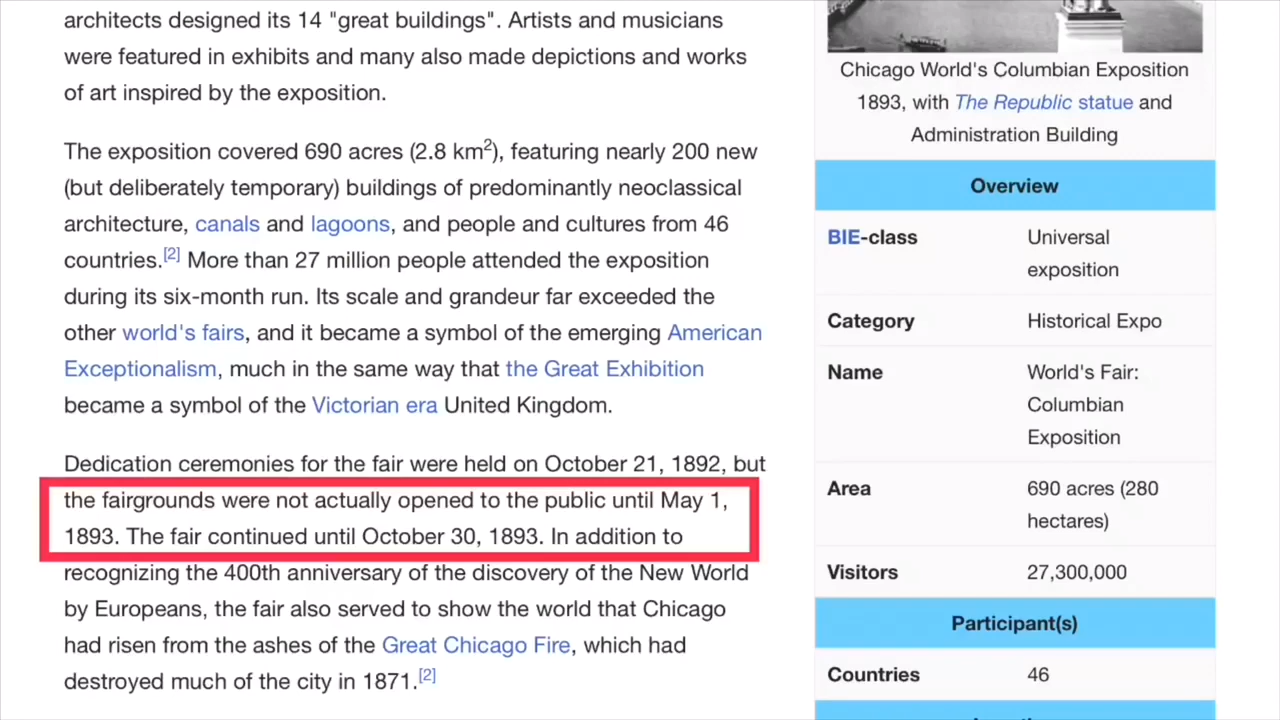 architects designed its 14 "great buildings". Artists and musicians
were featured in exhibits and many also made depictions and works
of art inspired by the exposition.
The exposition covered 690 acres (2.8 km²), featuring nearly 200 new
(but deliberately temporary) buildings of predominantly neoclassical
architecture, canals and lagoons, and people and cultures from 46
countries.[2] More than 27 million people attended the exposition
during its six-month run. Its scale and grandeur far exceeded the
other world's fairs, and it became a symbol of the emerging American
Exceptionalism, much in the same way that the Great Exhibition
became a symbol of the Victorian era United Kingdom.
Dedication ceremonies for the fair were held on October 21, 1892, but
the fairgrounds were not actually opened to the public until May 1,
1893. The fair continued until October 30, 1893. In addition to
recognizing the 400th anniversary of the discovery of the New World
by Europeans, the fair also served to show the world that Chicago
had risen from the ashes of the Great Chicago Fire, which had
destroyed much of the city in 1871.[2]
Chicago World's Columbian Exposition
1893, with The Republic statue and
Administration Building
Overview
BIE-class Universal
exposition
Category Historical Expo
Name World's Fair:
Columbian
Exposition
Area 690 acres (280
hectares)
Visitors 27,300,000
Participant(s)
Countries 46